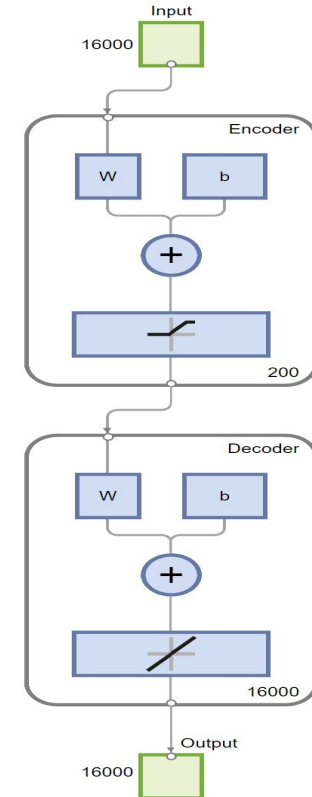 Input
16000
Encoder
W
b
+
200
Decoder
W
b
+
16000
Output
16000